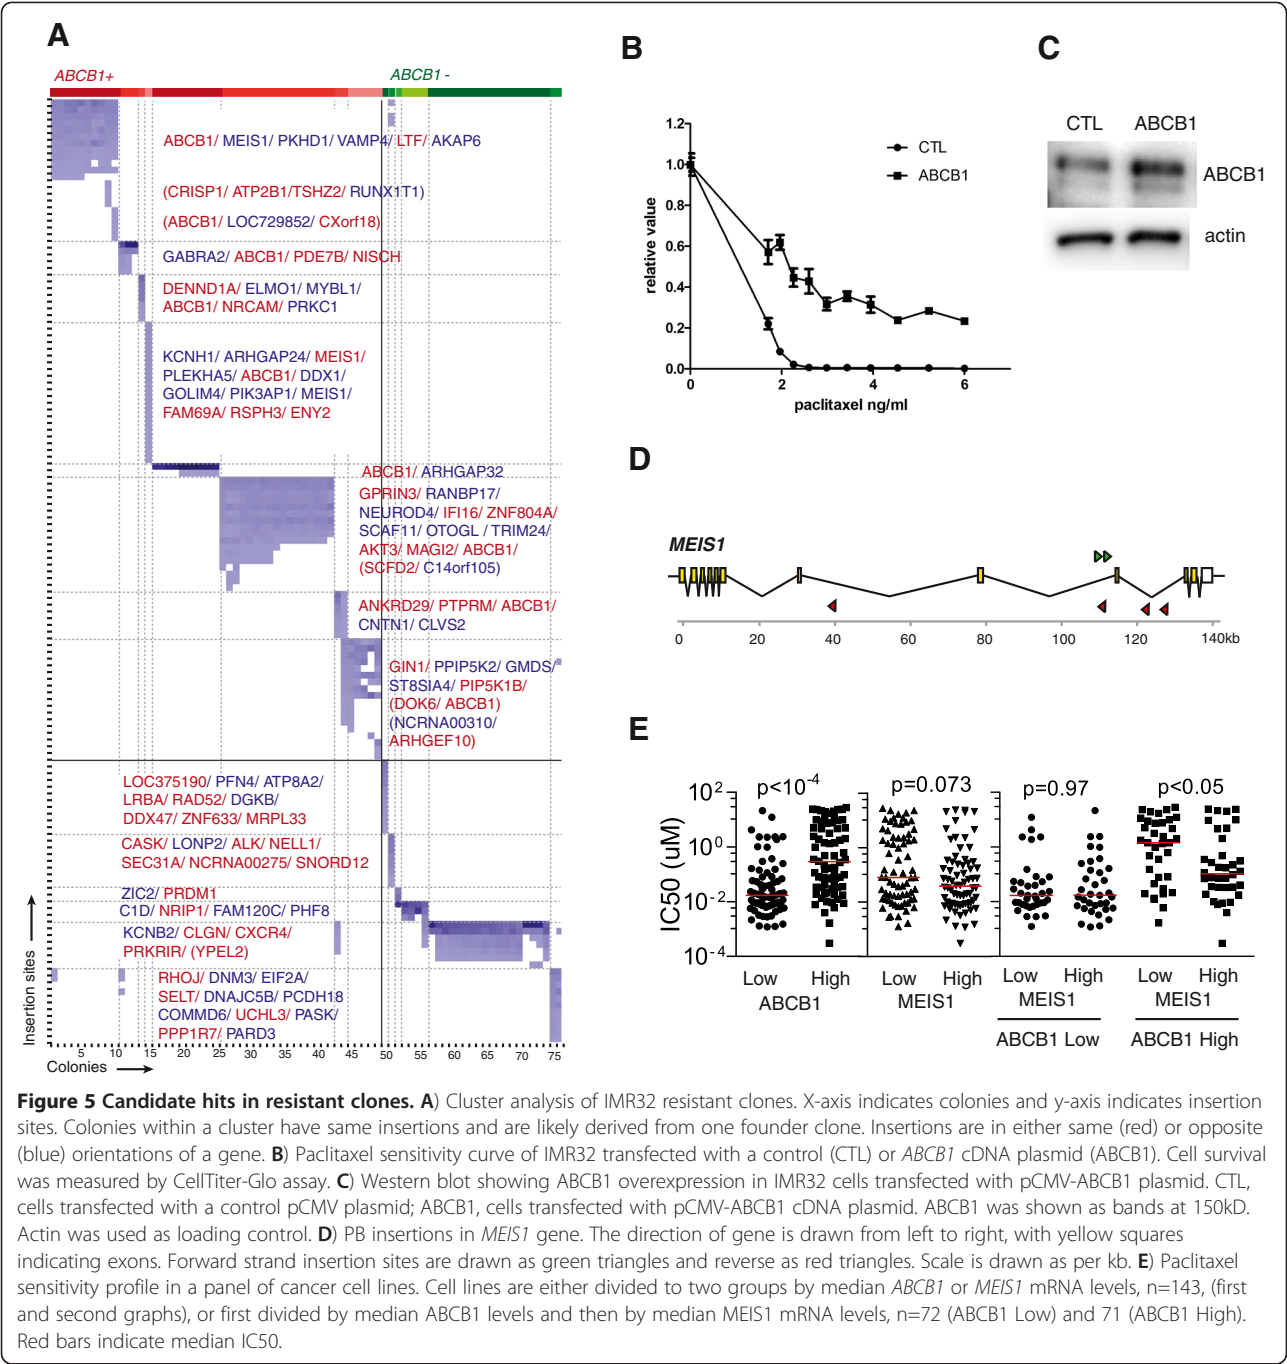 A
ABCB1+
ABCB1 -
ABCB1/ MEIS1/ PKHD1/ VAMP4/ LTF/ AKAP6
(CRISP1/ ATP2B1/TSHZ2/ RUNX1T1)
(ABCB1/ LOC729852/ CXorf18)
GABRA2/ ABCB1/ PDE7B/ NISCH
DENND1A/ ELMO1/ MYBL1/
ABCB1/ NRCAM/ PRKC1
KCNH1/ ARHGAP24/ MEIS1/
PLEKHA5/ ABCB1/ DDX1/
GOLIM4/ PIK3AP1/ MEIS1/
FAM69A/ RSPH3/ ENY2
ABCB1/ ARHGAP32
GPRIN3/ RANBP17/
NEUROD4/ IFI16/ ZNF804A/
SCAF11/ OTOGL / TRIM24/
AKT3/ MAGI2/ ABCB1/
(SCFD2/ C14orf105)
ANKRD29/ PTPRM/ ABCB1/
CNTN1/ CLVS2
GIN1/ PPIP5K2/ GMDS/
ST8SIA4/ PIP5K1B/
(DOK6/ ABCB1)
(NCRNA00310/
ARHGEF10)
LOC375190/ PFN4/ ATP8A2/
LRBA/ RAD52/ DGKB/
DDX47/ ZNF633/ MRPL33
CASK/ LONP2/ ALK/ NELL1/
SEC31A/ NCRNA00275/ SNORD12
ZIC2/ PRDM1
C1D/ NRIP1/ FAM120C/ PHF8
KCNB2/ CLGN/ CXCR4/
PRKRIR/ (YPEL2)
RHOJ/ DNM3/ EIF2A/
SELT/ DNAJC5B/ PCDH18
COMMD6/ UCHL3/ PASK/
PPP1R7/ PARD3
Insertion sites
5 10 15 20 25 30 35 40 45 50 55 60 65 70 75
Colonies
B
relative value
1.2
1.0
0.8
0.6
0.4
0.2
0.0
0 2 4 6
paclitaxel ng/ml
CTL
ABCB1
C
CTL ABCB1
ABCB1
actin
D
MEIS1
0 20 40 60 80 100 120 140kb
E
IC50 (uM)
10^2
10^0
10^-2
10^-4
p<10^-4 p=0.073 p=0.97 p<0.05
Low High Low High Low High Low High
ABCB1 MEIS1 MEIS1 MEIS1
ABCB1 Low ABCB1 High
Figure 5 Candidate hits in resistant clones. A) Cluster analysis of IMR32 resistant clones. X-axis indicates colonies and y-axis indicates insertion
sites. Colonies within a cluster have same insertions and are likely derived from one founder clone. Insertions are in either same (red) or opposite
(blue) orientations of a gene. B) Paclitaxel sensitivity curve of IMR32 transfected with a control (CTL) or ABCB1 cDNA plasmid (ABCB1). Cell survival
was measured by CellTiter-Glo assay. C) Western blot showing ABCB1 overexpression in IMR32 cells transfected with pCMV-ABCB1 plasmid. CTL,
cells transfected with a control pCMV plasmid; ABCB1, cells transfected with pCMV-ABCB1 cDNA plasmid. ABCB1 was shown as bands at 150kD.
Actin was used as loading control. D) PB insertions in MEIS1 gene. The direction of gene is drawn from left to right, with yellow squares
indicating exons. Forward strand insertion sites are drawn as green triangles and reverse as red triangles. Scale is drawn as per kb. E) Paclitaxel
sensitivity profile in a panel of cancer cell lines. Cell lines are either divided to two groups by median ABCB1 or MEIS1 mRNA levels, n=143, (first
and second graphs), or first divided by median ABCB1 levels and then by median MEIS1 mRNA levels, n=72 (ABCB1 Low) and 71 (ABCB1 High).
Red bars indicate median IC50.